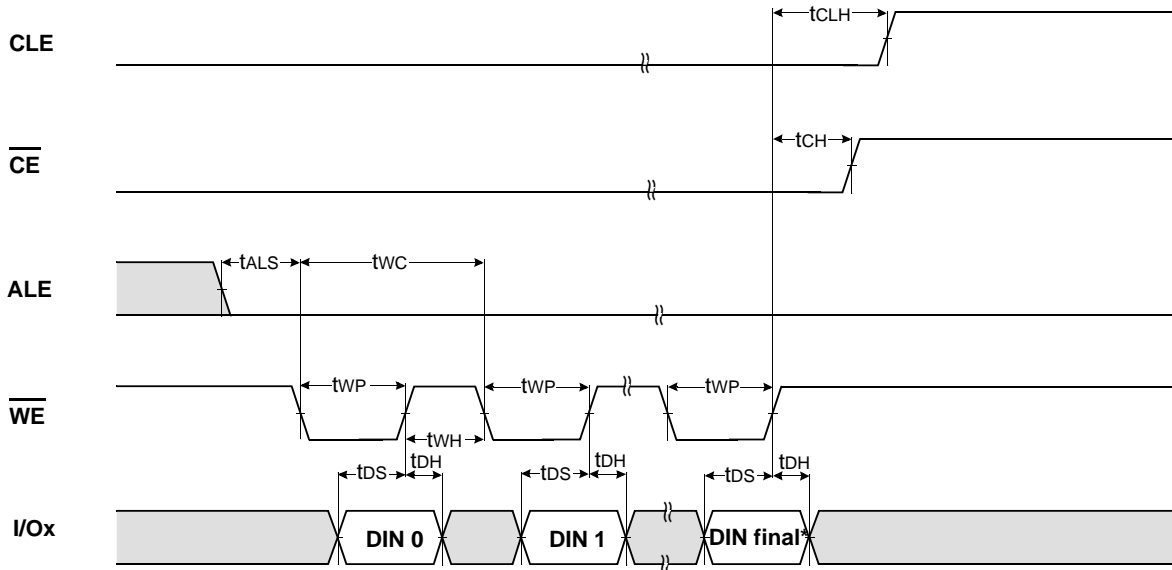 CLE
tCLH
CE
tCH
ALE
tALS
tWC
WE
tWP
tWP
tWP
tWH
tDS
tDH
tDS
tDH
tDS
tDH
I/Ox
DIN 0
DIN 1
DIN final*